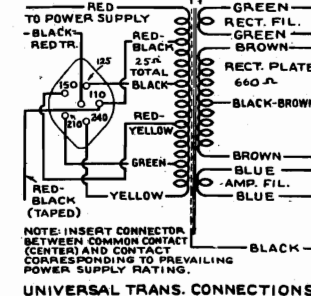 RED
TO POWER SUPPLY
BLACK-
RED TR.
RED-
BLACK
125
25Ω
TOTAL
150
110
BLACK
RED-
YELLOW
210
240
GREEN
RED-
BLACK
(TAPED)
YELLOW
GREEN
RECT. FIL.
GREEN
BROWN
RECT. PLATE
660 Ω
BLACK-BROWN
BROWN
BLUE
AMP. FIL.
BLUE
BLACK
NOTE: INSERT CONNECTOR
BETWEEN COMMON CONTACT
(CENTER) AND CONTACT
CORRESPONDING TO PREVAILING
POWER SUPPLY RATING.
UNIVERSAL TRANS. CONNECTIONS